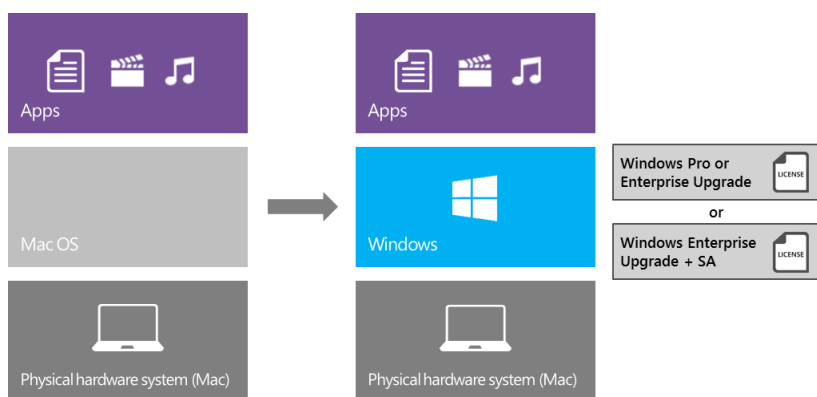 Apps
Mac OS
Physical hardware system (Mac)
Apps
Windows
Physical hardware system (Mac)
Windows Pro or
Enterprise Upgrade
LICENSE
or
Windows Enterprise
Upgrade + SA
LICENSE